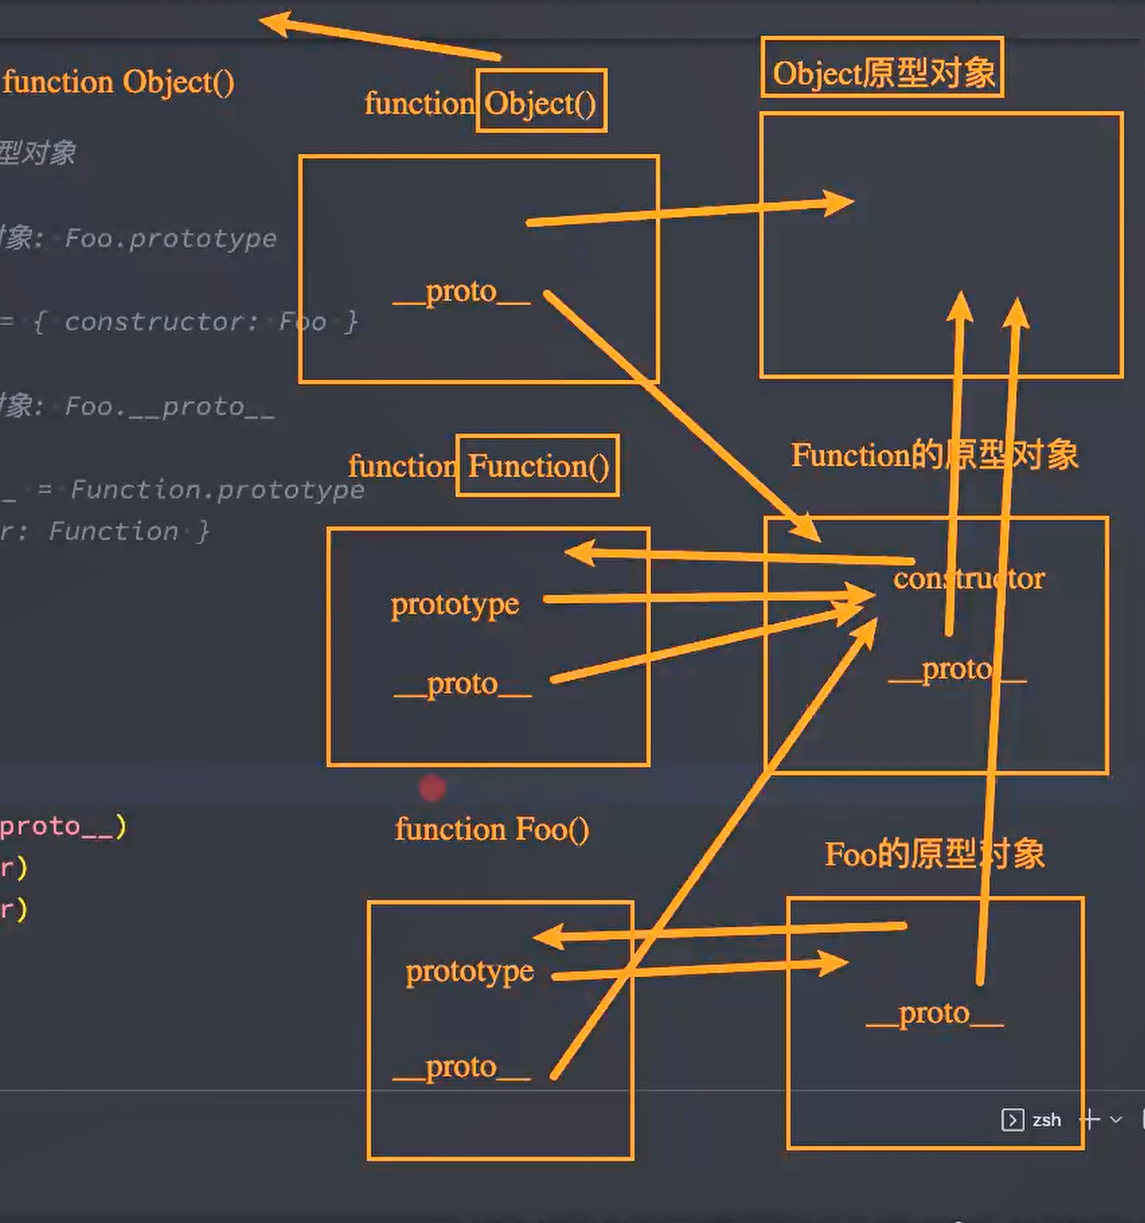 function Object()
function Object()
Object原型对象
型对象
对象: Foo.prototype
__proto__
= { constructor: Foo }
对象: Foo.__proto__
function Function()
Function的原型对象
_ = Function.prototype
r: Function }
constructor
prototype
__proto__
__proto__
proto__)
function Foo()
Foo的原型对象
r)
r)
prototype
__proto__
__proto__
zsh